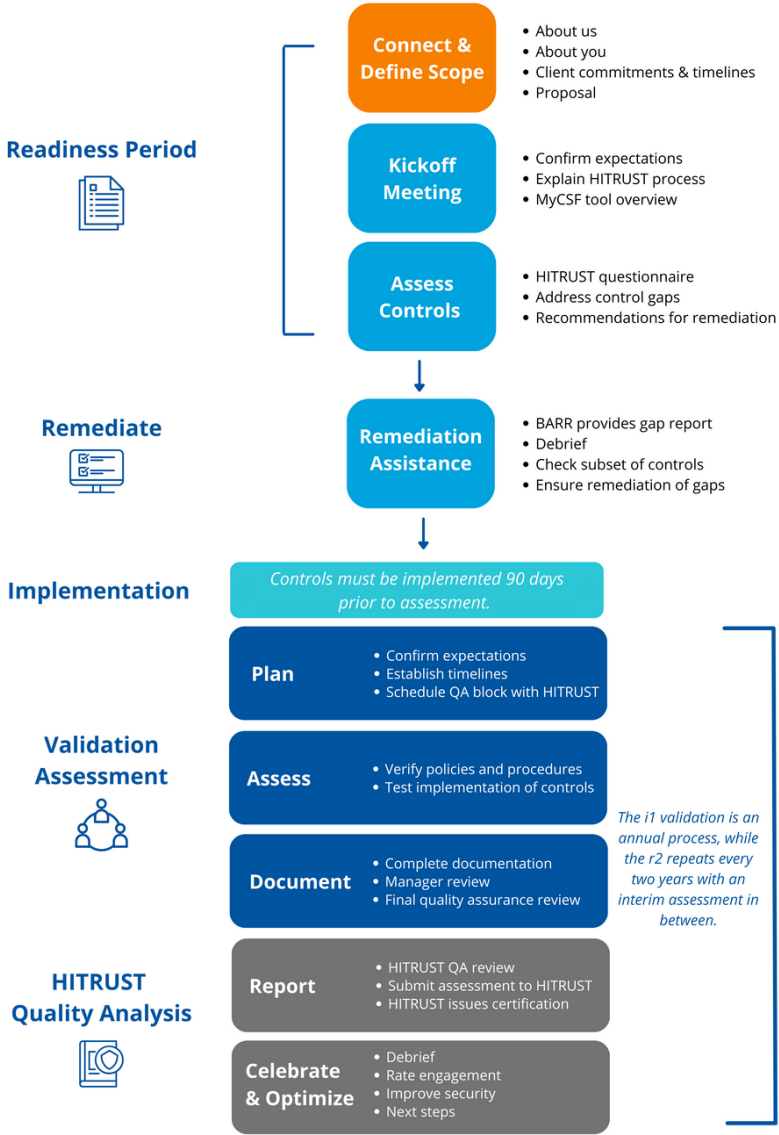 Connect &
Define Scope
• About us
• About you
• Client commitments & timelines
• Proposal
Readiness Period
Kickoff
Meeting
• Confirm expectations
• Explain HITRUST process
• MyCSF tool overview
Assess
Controls
• HITRUST questionnaire
• Address control gaps
• Recommendations for remediation
Remediate
Remediation
Assistance
• BARR provides gap report
• Debrief
• Check subset of controls
• Ensure remediation of gaps
Implementation
Controls must be implemented 90 days
prior to assessment.
Plan
• Confirm expectations
• Establish timelines
• Schedule QA block with HITRUST
Validation
Assessment
Assess
• Verify policies and procedures
• Test implementation of controls
Document
• Complete documentation
• Manager review
• Final quality assurance review
The i1 validation is an
annual process, while
the r2 repeats every
two years with an
interim assessment in
between.
HITRUST
Quality Analysis
Report
• HITRUST QA review
• Submit assessment to HITRUST
• HITRUST issues certification
Celebrate
& Optimize
• Debrief
• Rate engagement
• Improve security
• Next steps